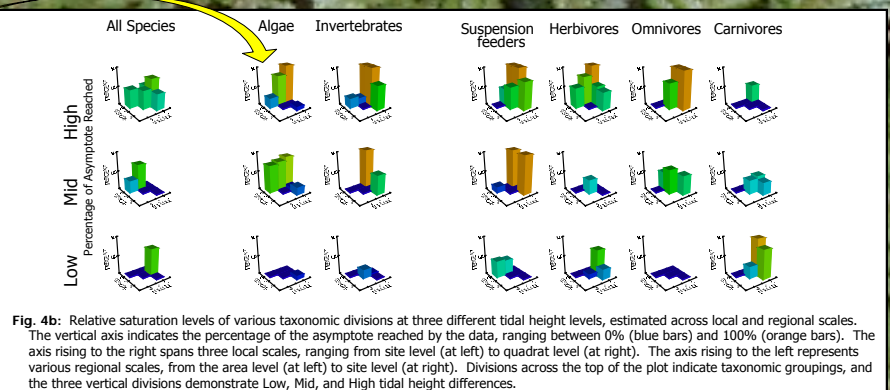 All Species
Algae
Invertebrates
Suspension
feeders
Herbivores
Omnivores
Carnivores
Percentage of Asymptote Reached
High
Mid
Low
Fig. 4b: Relative saturation levels of various taxonomic divisions at three different tidal height levels, estimated across local and regional scales.
The vertical axis indicates the percentage of the asymptote reached by the data, ranging between 0% (blue bars) and 100% (orange bars). The
axis rising to the right spans three local scales, ranging from site level (at left) to quadrat level (at right). The axis rising to the left represents
various regional scales, from the area level (at left) to site level (at right). Divisions across the top of the plot indicate taxonomic groupings, and
the three vertical divisions demonstrate Low, Mid, and High tidal height differences.